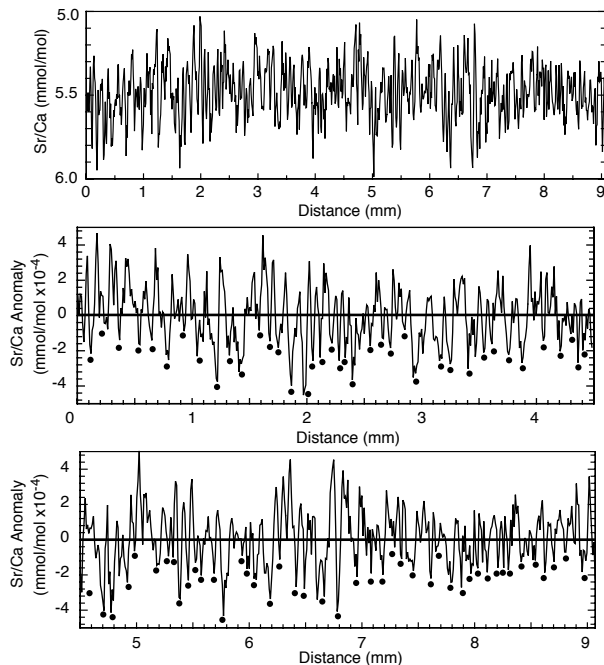 5.0
5.5
6.0
Sr/Ca (mmol/mol)
0 1 2 3 4 5 6 7 8 9
Distance (mm)
4
2
0
-2
-4
Sr/Ca Anomaly
(mmol/mol x10-4)
0 1 2 3 4
Distance (mm)
4
2
0
-2
-4
Sr/Ca Anomaly
(mmol/mol x10-4)
5 6 7 8 9
Distance (mm)